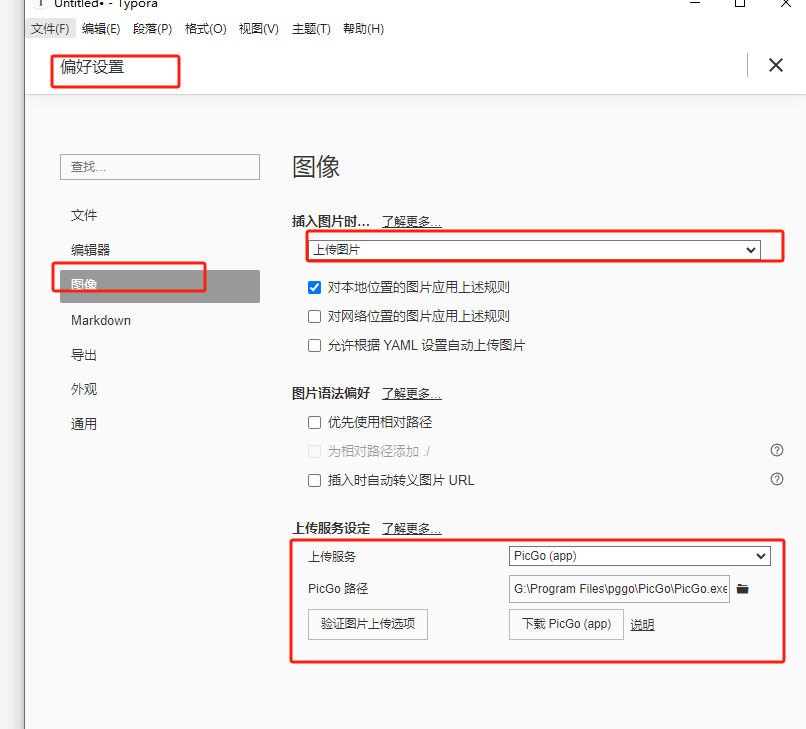 Untitled• - Typora
文件(F) 编辑(E) 段落(P) 格式(O) 视图(V) 主题(T) 帮助(H)
偏好设置
查找...
文件
编辑器
图像
Markdown
导出
外观
通用
图像
插入图片时... 了解更多...
上传图片
对本地位置的图片应用上述规则
对网络位置的图片应用上述规则
允许根据 YAML 设置自动上传图片
图片语法偏好 了解更多...
优先使用相对路径
为相对路径添加 ./
插入时自动转义图片 URL
上传服务设定 了解更多...
上传服务 PicGo (app)
PicGo 路径 G:\Program Files\pggo\PicGo\PicGo.exe
验证图片上传选项 下载 PicGo (app) 说明